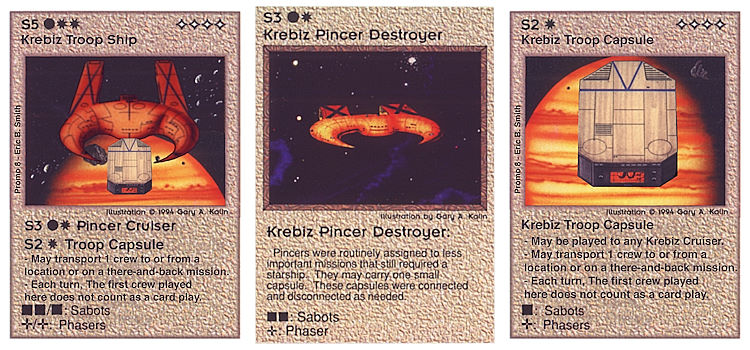 S5
Krebiz Troop Ship
Promp 8 - Eric B. Smith
Illustration © 1994 Gary A. Kalin
S3 Pincer Cruiser
S2 Troop Capsule
- May transport 1 crew to or from a
location or on a there-and-back mission.
- Each turn, The first crew played
here does not count as a card play.
/ : Sabots
/ : Phasers
S3
Krebiz Pincer Destroyer
Illustration by Gary A. Kalin
Krebiz Pincer Destroyer:
Pincers were routinely assigned to less
important missions that still required a
starship. They may carry one small
capsule. These capsules were connected
and disconnected as needed.
: Sabots
: Phaser
S2
Krebiz Troop Capsule
Promp 8 - Eric B. Smith
Illustration © 1994 Gary A. Kalin
Krebiz Troop Capsule
- May be played to any Krebiz Cruiser.
- May transport 1 crew to or from a
location or on a there-and-back mission.
- Each turn, The first crew played
here does not count as a card play.
: Sabots
: Phasers